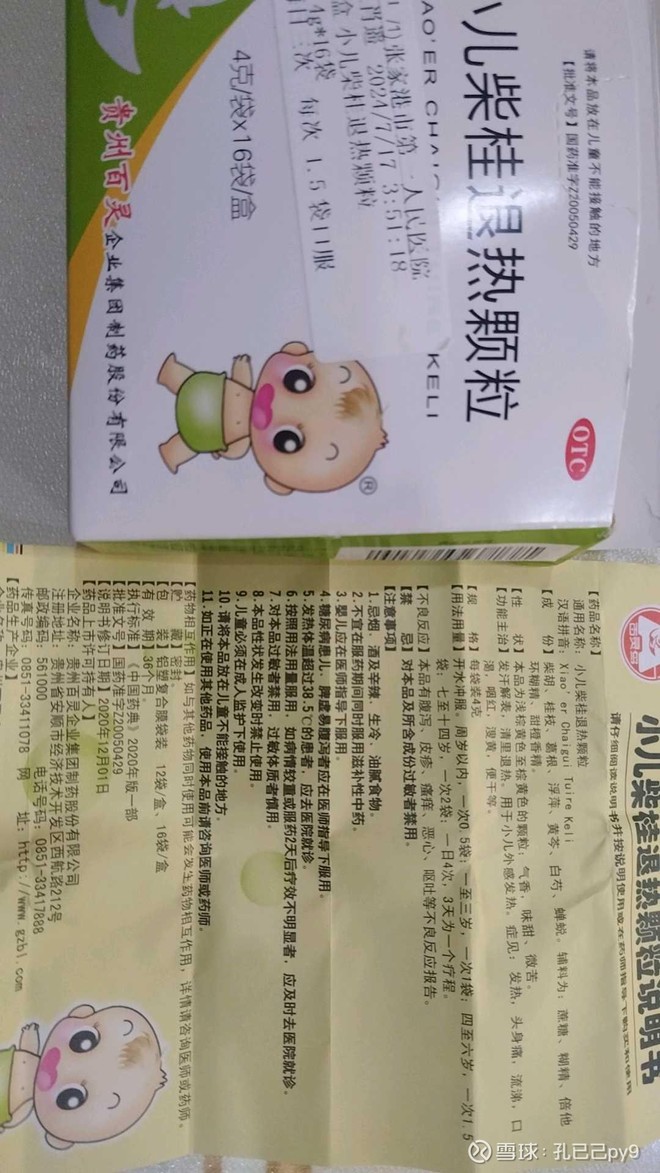 请将本品放在儿童不能接触的地方
【批准文号】国药准字Z20050429
小儿柴桂退热颗粒
KELI
OTC
张家港市第一人民医院
2024/7/17 3:51:18
小儿柴桂退热颗粒
4g*16袋
每日三次 每次 1.5 袋口服
4克/袋x16袋/盒
贵州百灵企业集团制药股份有限公司
®
小儿柴桂退热颗粒说明书
请仔细阅读说明书并按说明使用或在药师指导下购买和使用
【药品名称】
通用名称：小儿柴桂退热颗粒
汉语拼音：Xiao'er Chaigui Tuire Keli
【成 份】柴胡、桂枝、葛根、浮萍、黄芩、白芍、蝉蜕。辅料为：蔗糖、糊精、倍他
环糊精、甜橙香精。
【性 状】本品为浅棕黄色至棕黄色的颗粒；气香，味甜、微苦。
【功能主治】发汗解表，清里退热。用于小儿外感发热。症见：发热，头身痛，流涕，口
渴，咽红，溲黄，便干等。
【规 格】每袋装4克
【用法用量】开水冲服。周岁以内，一次0.5袋；一至三岁，一次1袋；四至六岁，一次1.5
袋；七至十四岁，一次2袋；一日4次，3天为一个疗程。
【不良反应】本品有腹泻、皮疹、瘙痒、恶心、呕吐等不良反应报告。
【禁 忌】对本品及所含成份过敏者禁用。
【注意事项】
1.忌烟、酒及辛辣、生冷、油腻食物。
2.不宜在服药期间同时服用滋补性中药。
3.婴儿应在医师指导下服用。
4.糖尿病患儿、脾虚易腹泻者应在医师指导下服用。
5.发热体温超过38.5℃的患者，应去医院就诊。
6.按照用法用量服用，如病情较重或服药2天后疗效不明显者，应及时去医院就诊。
7.对本品过敏者禁用，过敏体质者慎用。
8.本品性状发生改变时禁止使用。
9.儿童必须在成人监护下使用。
10.请将本品放在儿童不能接触的地方。
11.如正在使用其他药品，使用本品前请咨询医师或药师。
【药物相互作用】如与其他药物同时使用可能会发生药物相互作用，详情请咨询医师或药师。
【贮 藏】密封。
【包 装】铝塑复合膜袋装 12袋/盒、16袋/盒
【有 效 期】36个月。
【执行标准】《中国药典》2020年版一部
【批准文号】国药准字Z20050429
【说明书修订日期】2020年12月01日
【药品上市许可持有人】
企业名称：贵州百灵企业集团制药股份有限公司
注册地址：贵州省安顺市经济技术开发区西航路212号
邮政编码：561000 电话号码：0851-33417888
传真号码：0851-33411078 网 址：http://www.gzbl.com
【药品生产企业】
雪球：孔已己py9